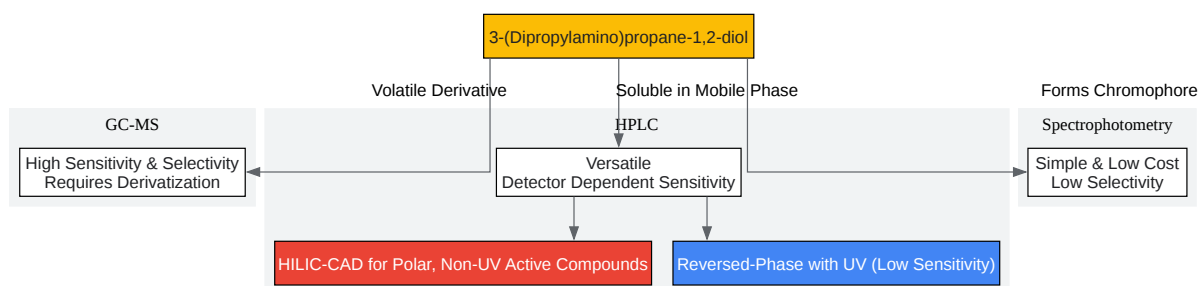 3-(Dipropylamino)propane-1,2-diol
Volatile Derivative
Soluble in Mobile Phase
Forms Chromophore
GC-MS
HPLC
Spectrophotometry
High Sensitivity & Selectivity
Requires Derivatization
Versatile
Detector Dependent Sensitivity
Simple & Low Cost
Low Selectivity
HILIC-CAD for Polar, Non-UV Active Compounds
Reversed-Phase with UV (Low Sensitivity)